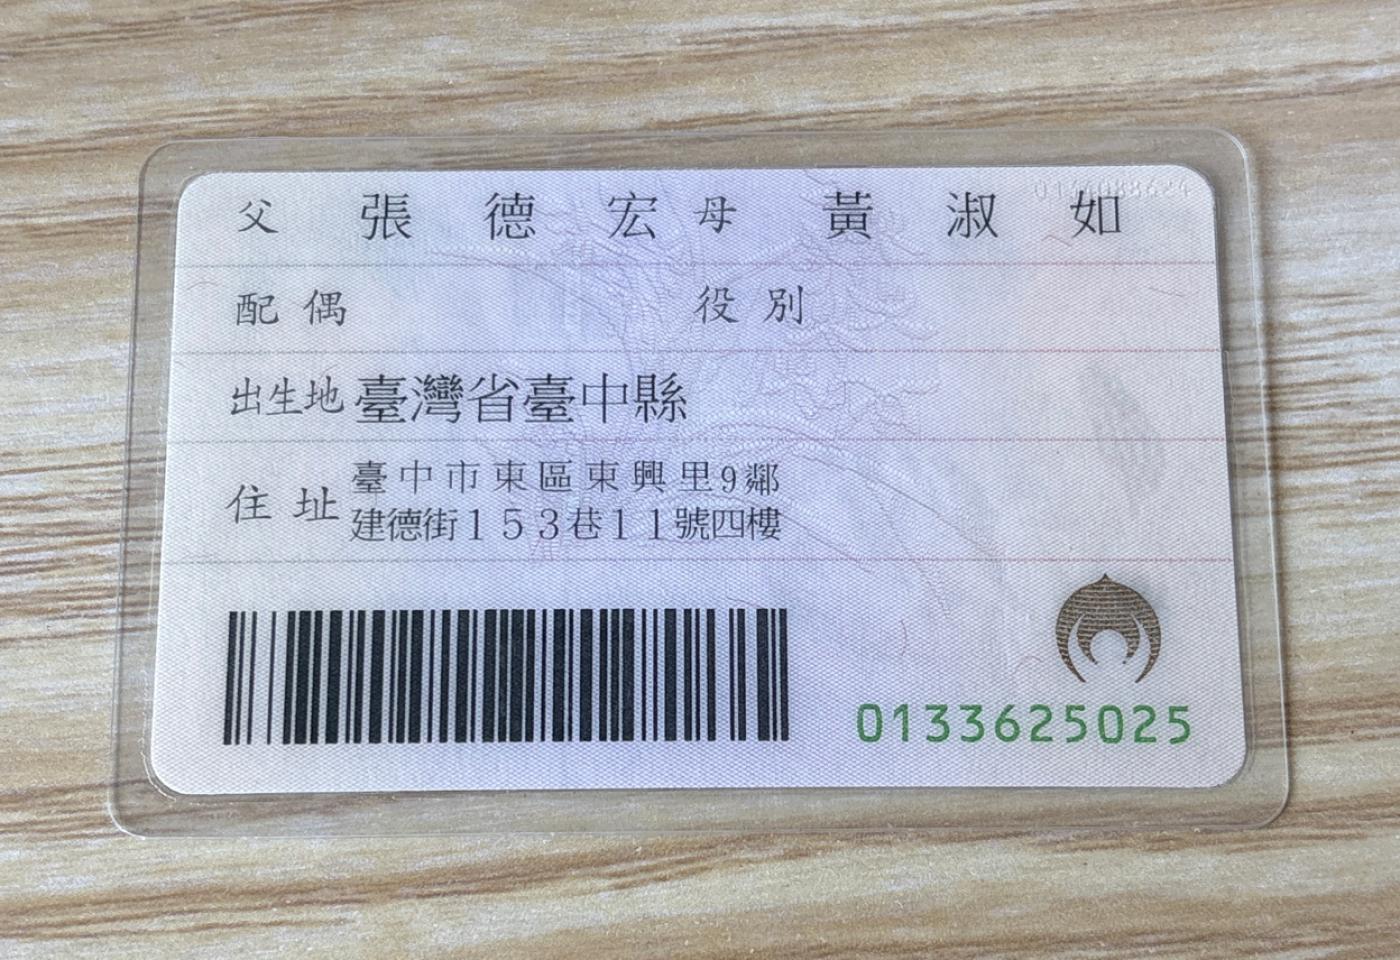 父 張德宏 母 黃淑如
配偶 役別
出生地 臺灣省臺中縣
住址 臺中市東區東興里9鄰
建德街153巷11號四樓
0133625025